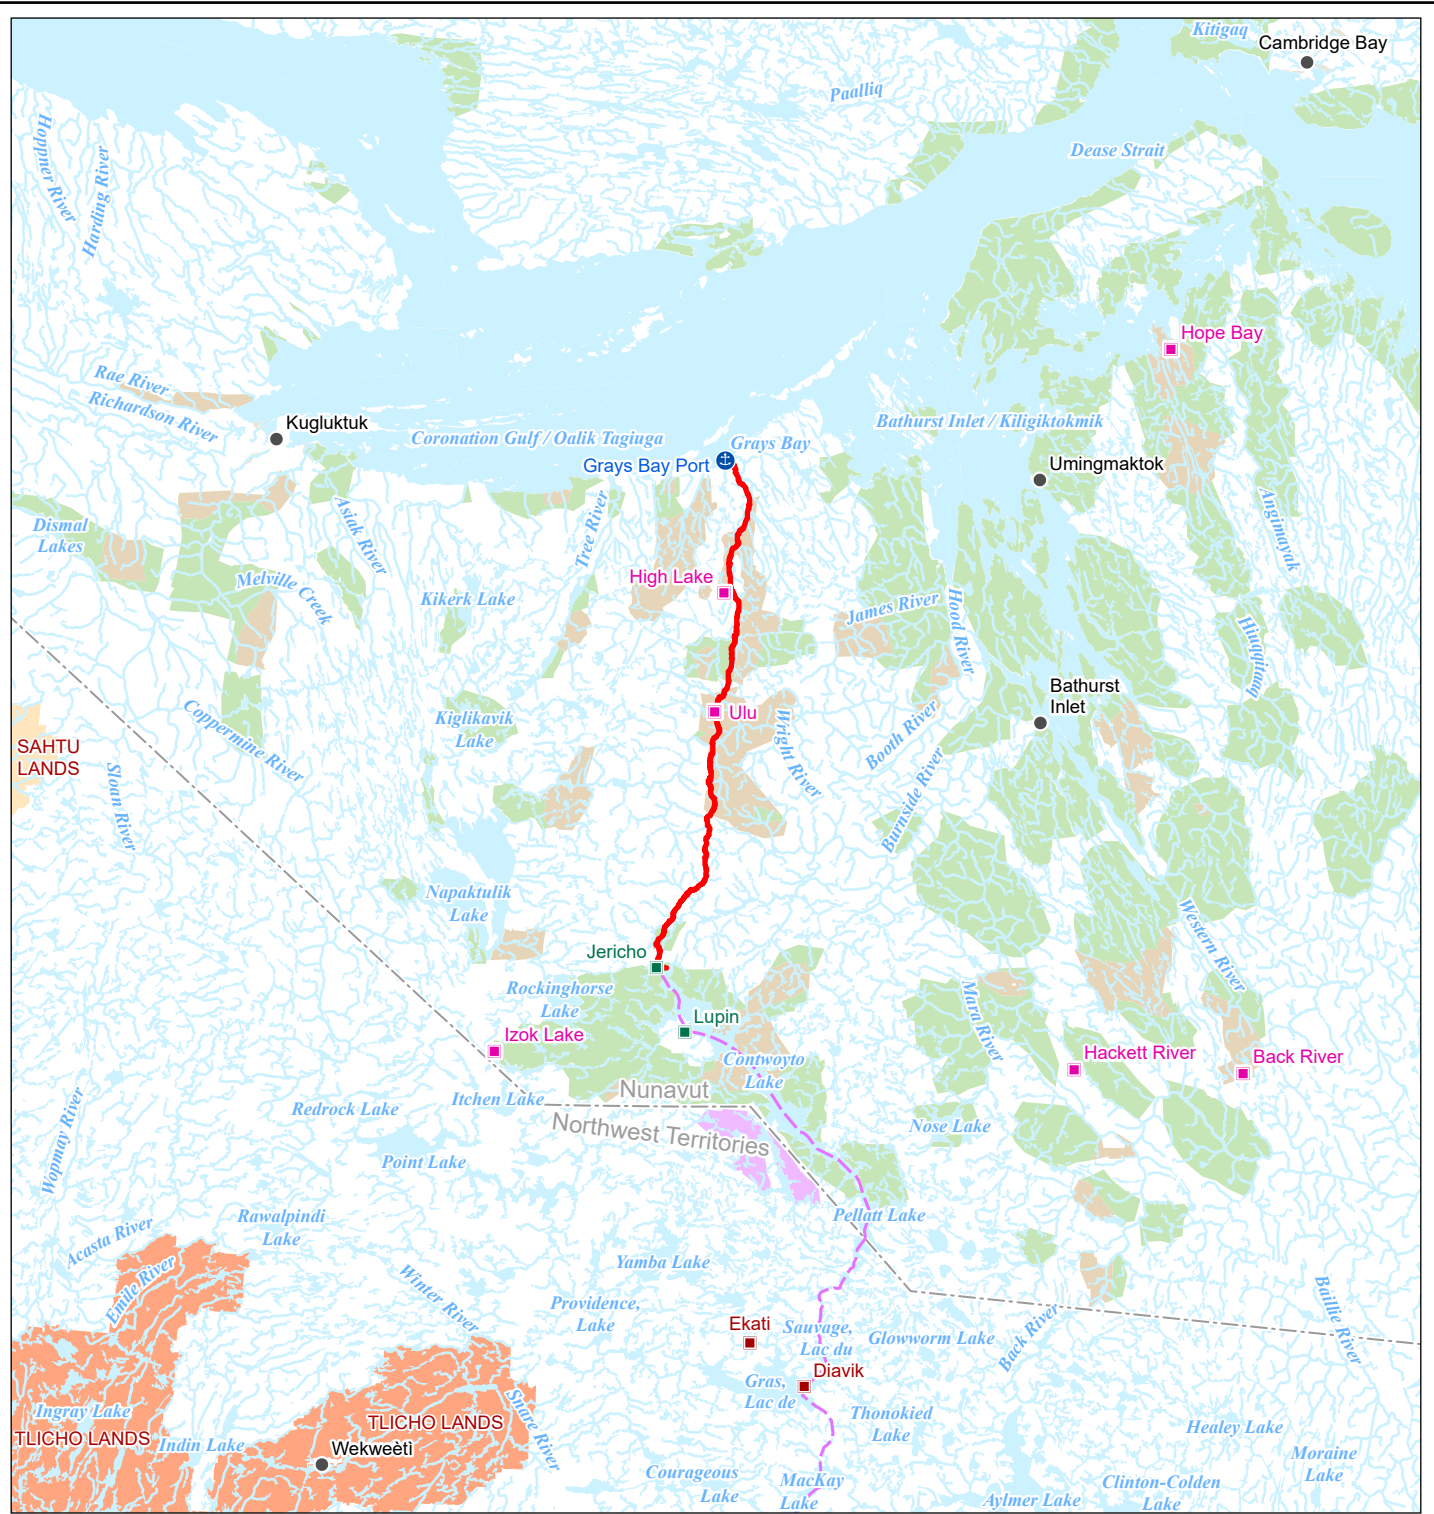 Kitigaq
Cambridge Bay
Paalliq
Hoppner River
Harding River
Dease Strait
Hope Bay
Rae River
Richardson River
Kugluktuk
Coronation Gulf / Oalik Tagiuga
Grays Bay
Bathurst Inlet / Kiligiktokmik
Grays Bay Port
Umingmaktok
Dismal
Lakes
Asiak River
Tree River
Angimayak
High Lake
Melville Creek
Kikerk Lake
James River
Hood River
Hiuqqituuq
Bathurst
Inlet
Kiglikavik
Lake
Ulu
Wright River
Booth River
Coppermine River
SAHTU
LANDS
Sloan River
Burnside River
Napaktulik
Lake
Western River
Jericho
Rockinghorse
Lake
Lupin
Izok Lake
Mara River
Contwoyto
Lake
Hackett River
Back River
Nunavut
Itchen Lake
Redrock Lake
Northwest Territories
Nose Lake
Wopmay River
Point Lake
Rawalpindi
Lake
Acasta River
Pellatt Lake
Emile River
Yamba Lake
Winter River
Providence,
Lake
Ekati
Sauvage,
Lac du
Glowworm Lake
Back River
Baillie River
Diavik
Gras,
Lac de
Ingray Lake
TLICHO LANDS
TLICHO LANDS
Snare River
Thonokied
Lake
Indin Lake
Wekweètì
Healey Lake
Moraine
Lake
Courageous
Lake
MacKay
Lake
Aylmer Lake
Clinton-Colden
Lake